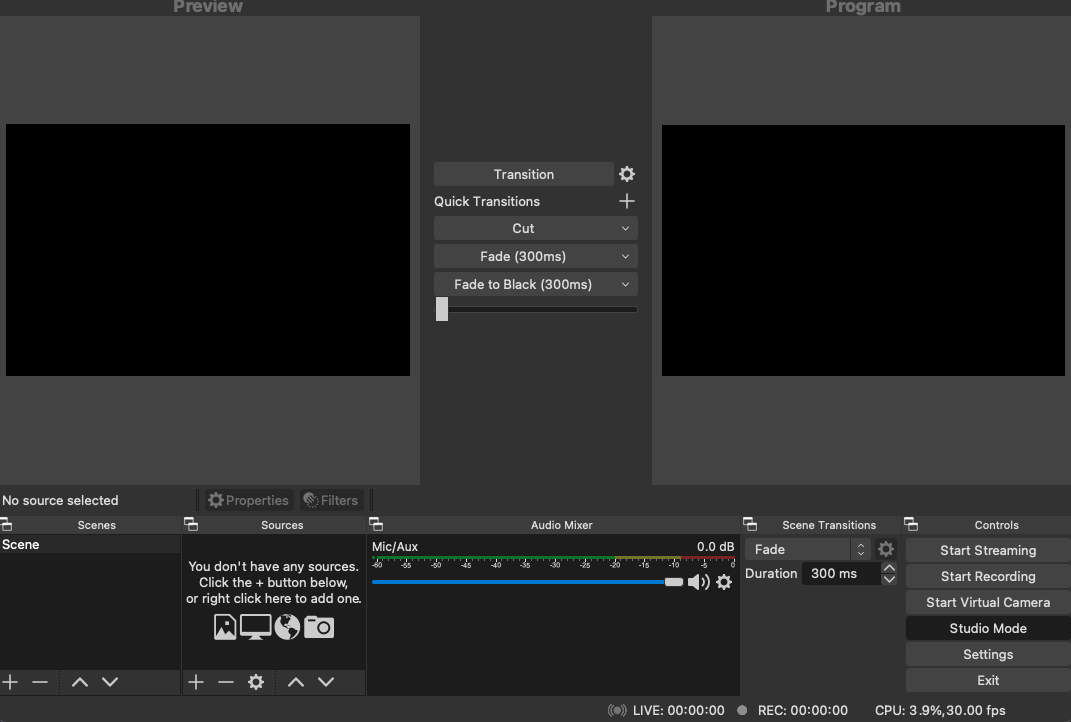 Preview
Program
Transition
Quick Transitions
Cut
Fade (300ms)
Fade to Black (300ms)
No source selected
Properties
Filters
Scenes
Sources
Audio Mixer
Scene Transitions
Controls
Scene
You don't have any sources.
Click the + button below,
or right click here to add one.
Mic/Aux
0.0 dB
-60 -55 -50 -45 -40 -35 -30 -25 -20 -15 -10 -5 0
Fade
Duration
300 ms
Start Streaming
Start Recording
Start Virtual Camera
Studio Mode
Settings
Exit
LIVE: 00:00:00
REC: 00:00:00
CPU: 3.9%,30.00 fps